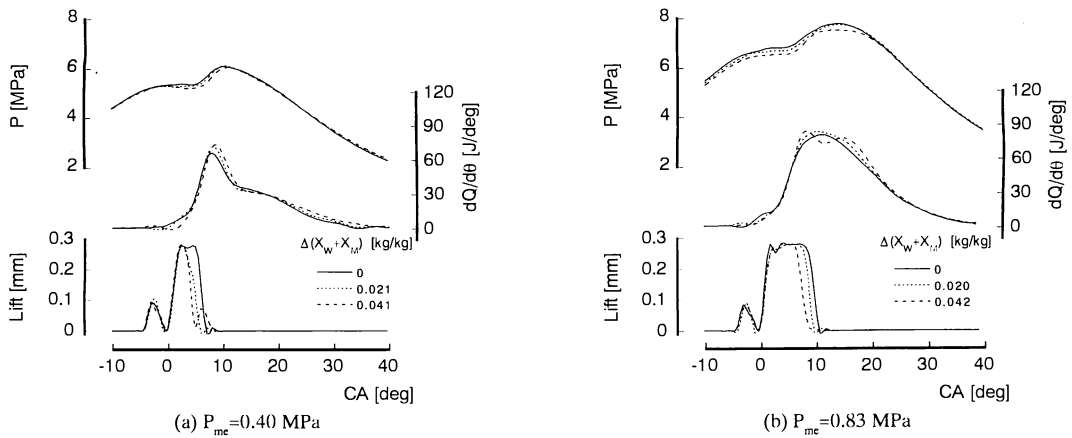 8
6
4
2
P [MPa]
120
90
60
30
0
dQ/dθ [J/deg]
0.3
0.2
0.1
0
Lift [mm]
Δ(X_W+X_M) [kg/kg]
0
0.021
0.041
-10 0 10 20 30 40
CA [deg]
(a) P_me=0.40 MPa
8
6
4
2
P [MPa]
120
90
60
30
0
dQ/dθ [J/deg]
0.3
0.2
0.1
0
Lift [mm]
Δ(X_W+X_M) [kg/kg]
0
0.020
0.042
-10 0 10 20 30 40
CA [deg]
(b) P_me=0.83 MPa